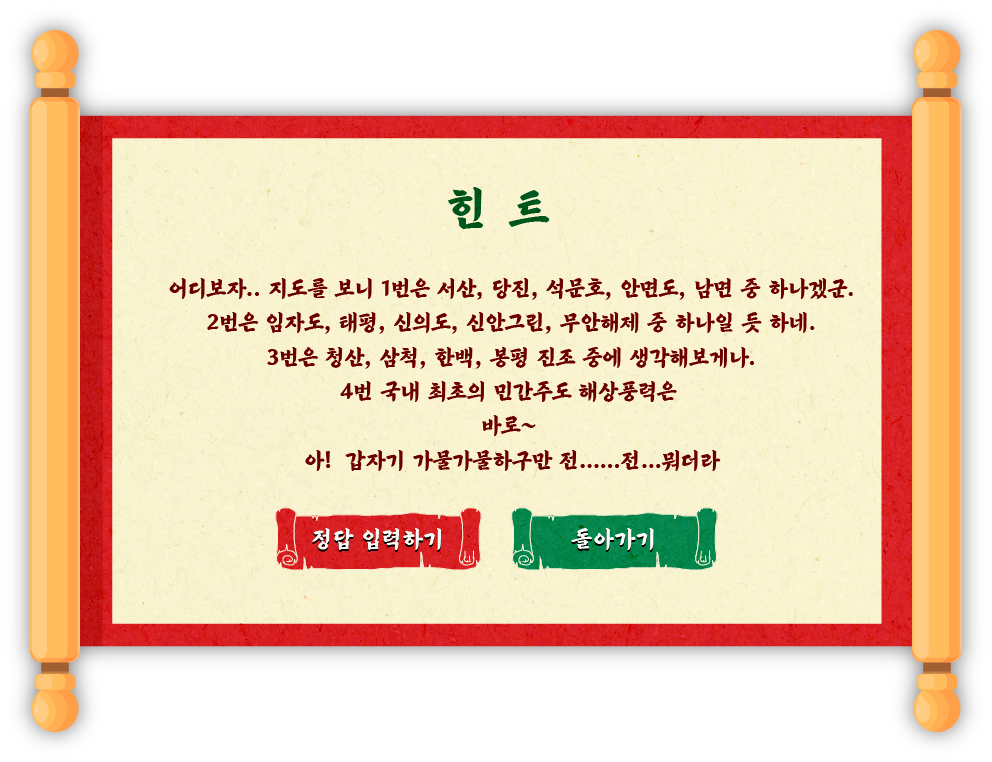 힌 트
어디보자.. 지도를 보니 1번은 서산, 당진, 석문호, 안면도, 남면 중 하나겠군.
2번은 임자도, 태평, 신의도, 신안그린, 무안해제 중 하나일 듯 하네.
3번은 청산, 삼척, 한백, 봉평 진조 중에 생각해보게나.
4번 국내 최초의 민간주도 해상풍력은
바로~
아! 갑자기 가물가물하구만 전......전...뭐더라
정답 입력하기
돌아가기